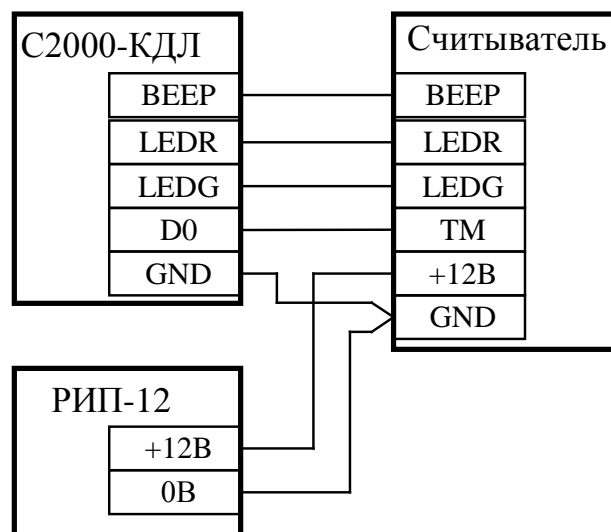 С2000-КДЛ
BEEP
LEDR
LEDG
D0
GND
Считыватель
BEEP
LEDR
LEDG
TM
+12В
GND
РИП-12
+12В
0В